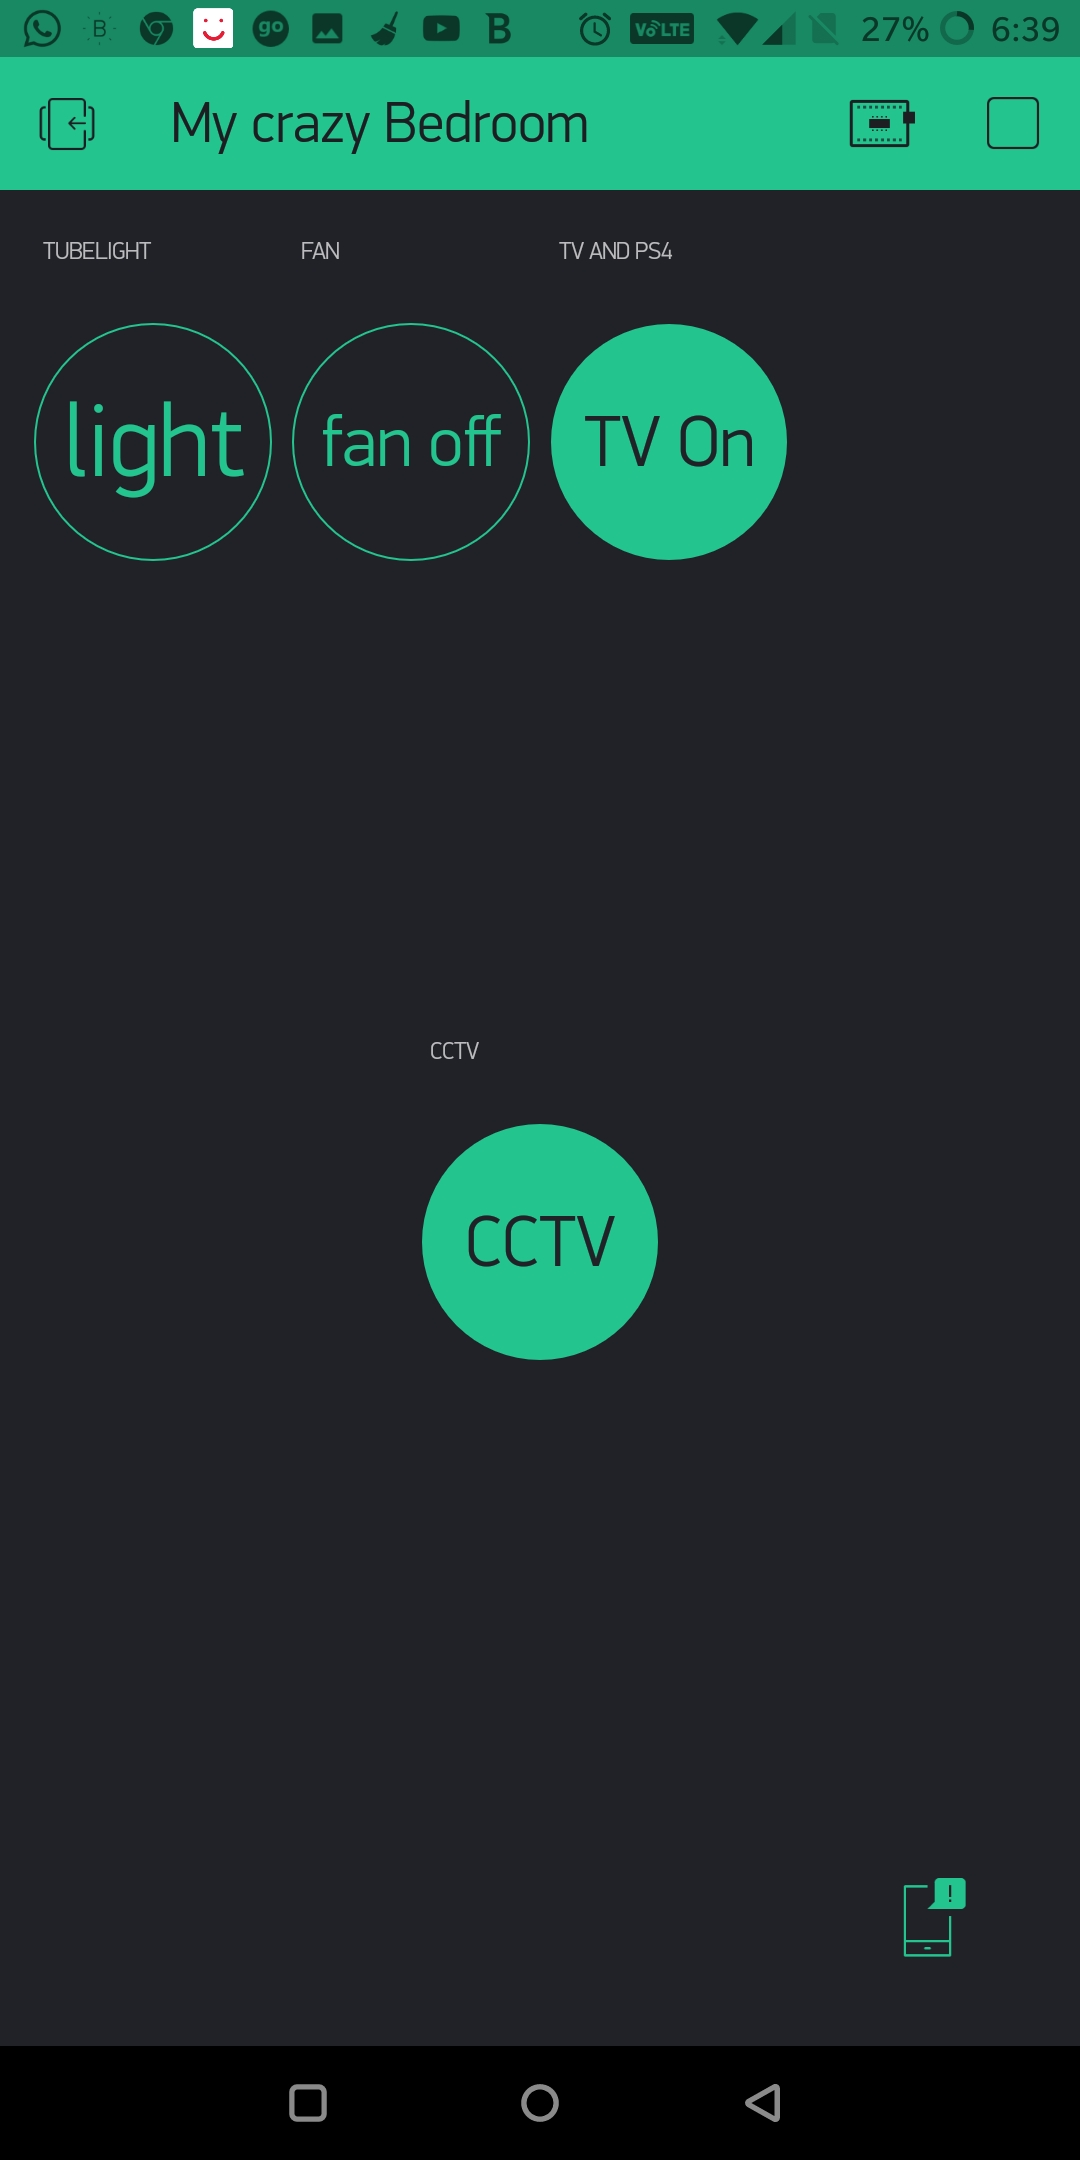 B go B VoLTE 27% 6:39
My crazy Bedroom
TUBELIGHT FAN TV AND PS4
light fan off TV On
CCTV
CCTV
!